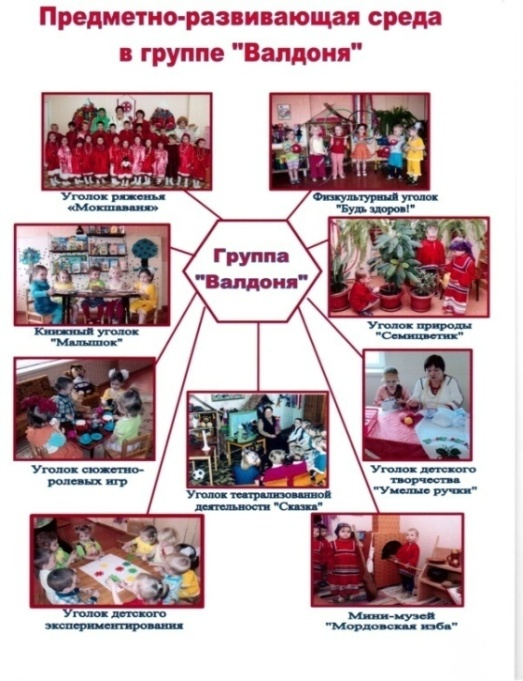 Предметно-развивающая среда
в группе "Валдоня"
Уголок ряженья
«Мокшаваня»
Физкультурный уголок
"Будь здоров!"
Группа
"Валдоня"
Книжный уголок
"Малышок"
Уголок природы
"Семицветик"
Уголок сюжетно-
ролевых игр
Уголок театрализованной
деятельности "Сказка"
Уголок детского
творчества
"Умелые ручки"
Уголок детского
экспериментирования
Мини-музей
"Мордовская изба"